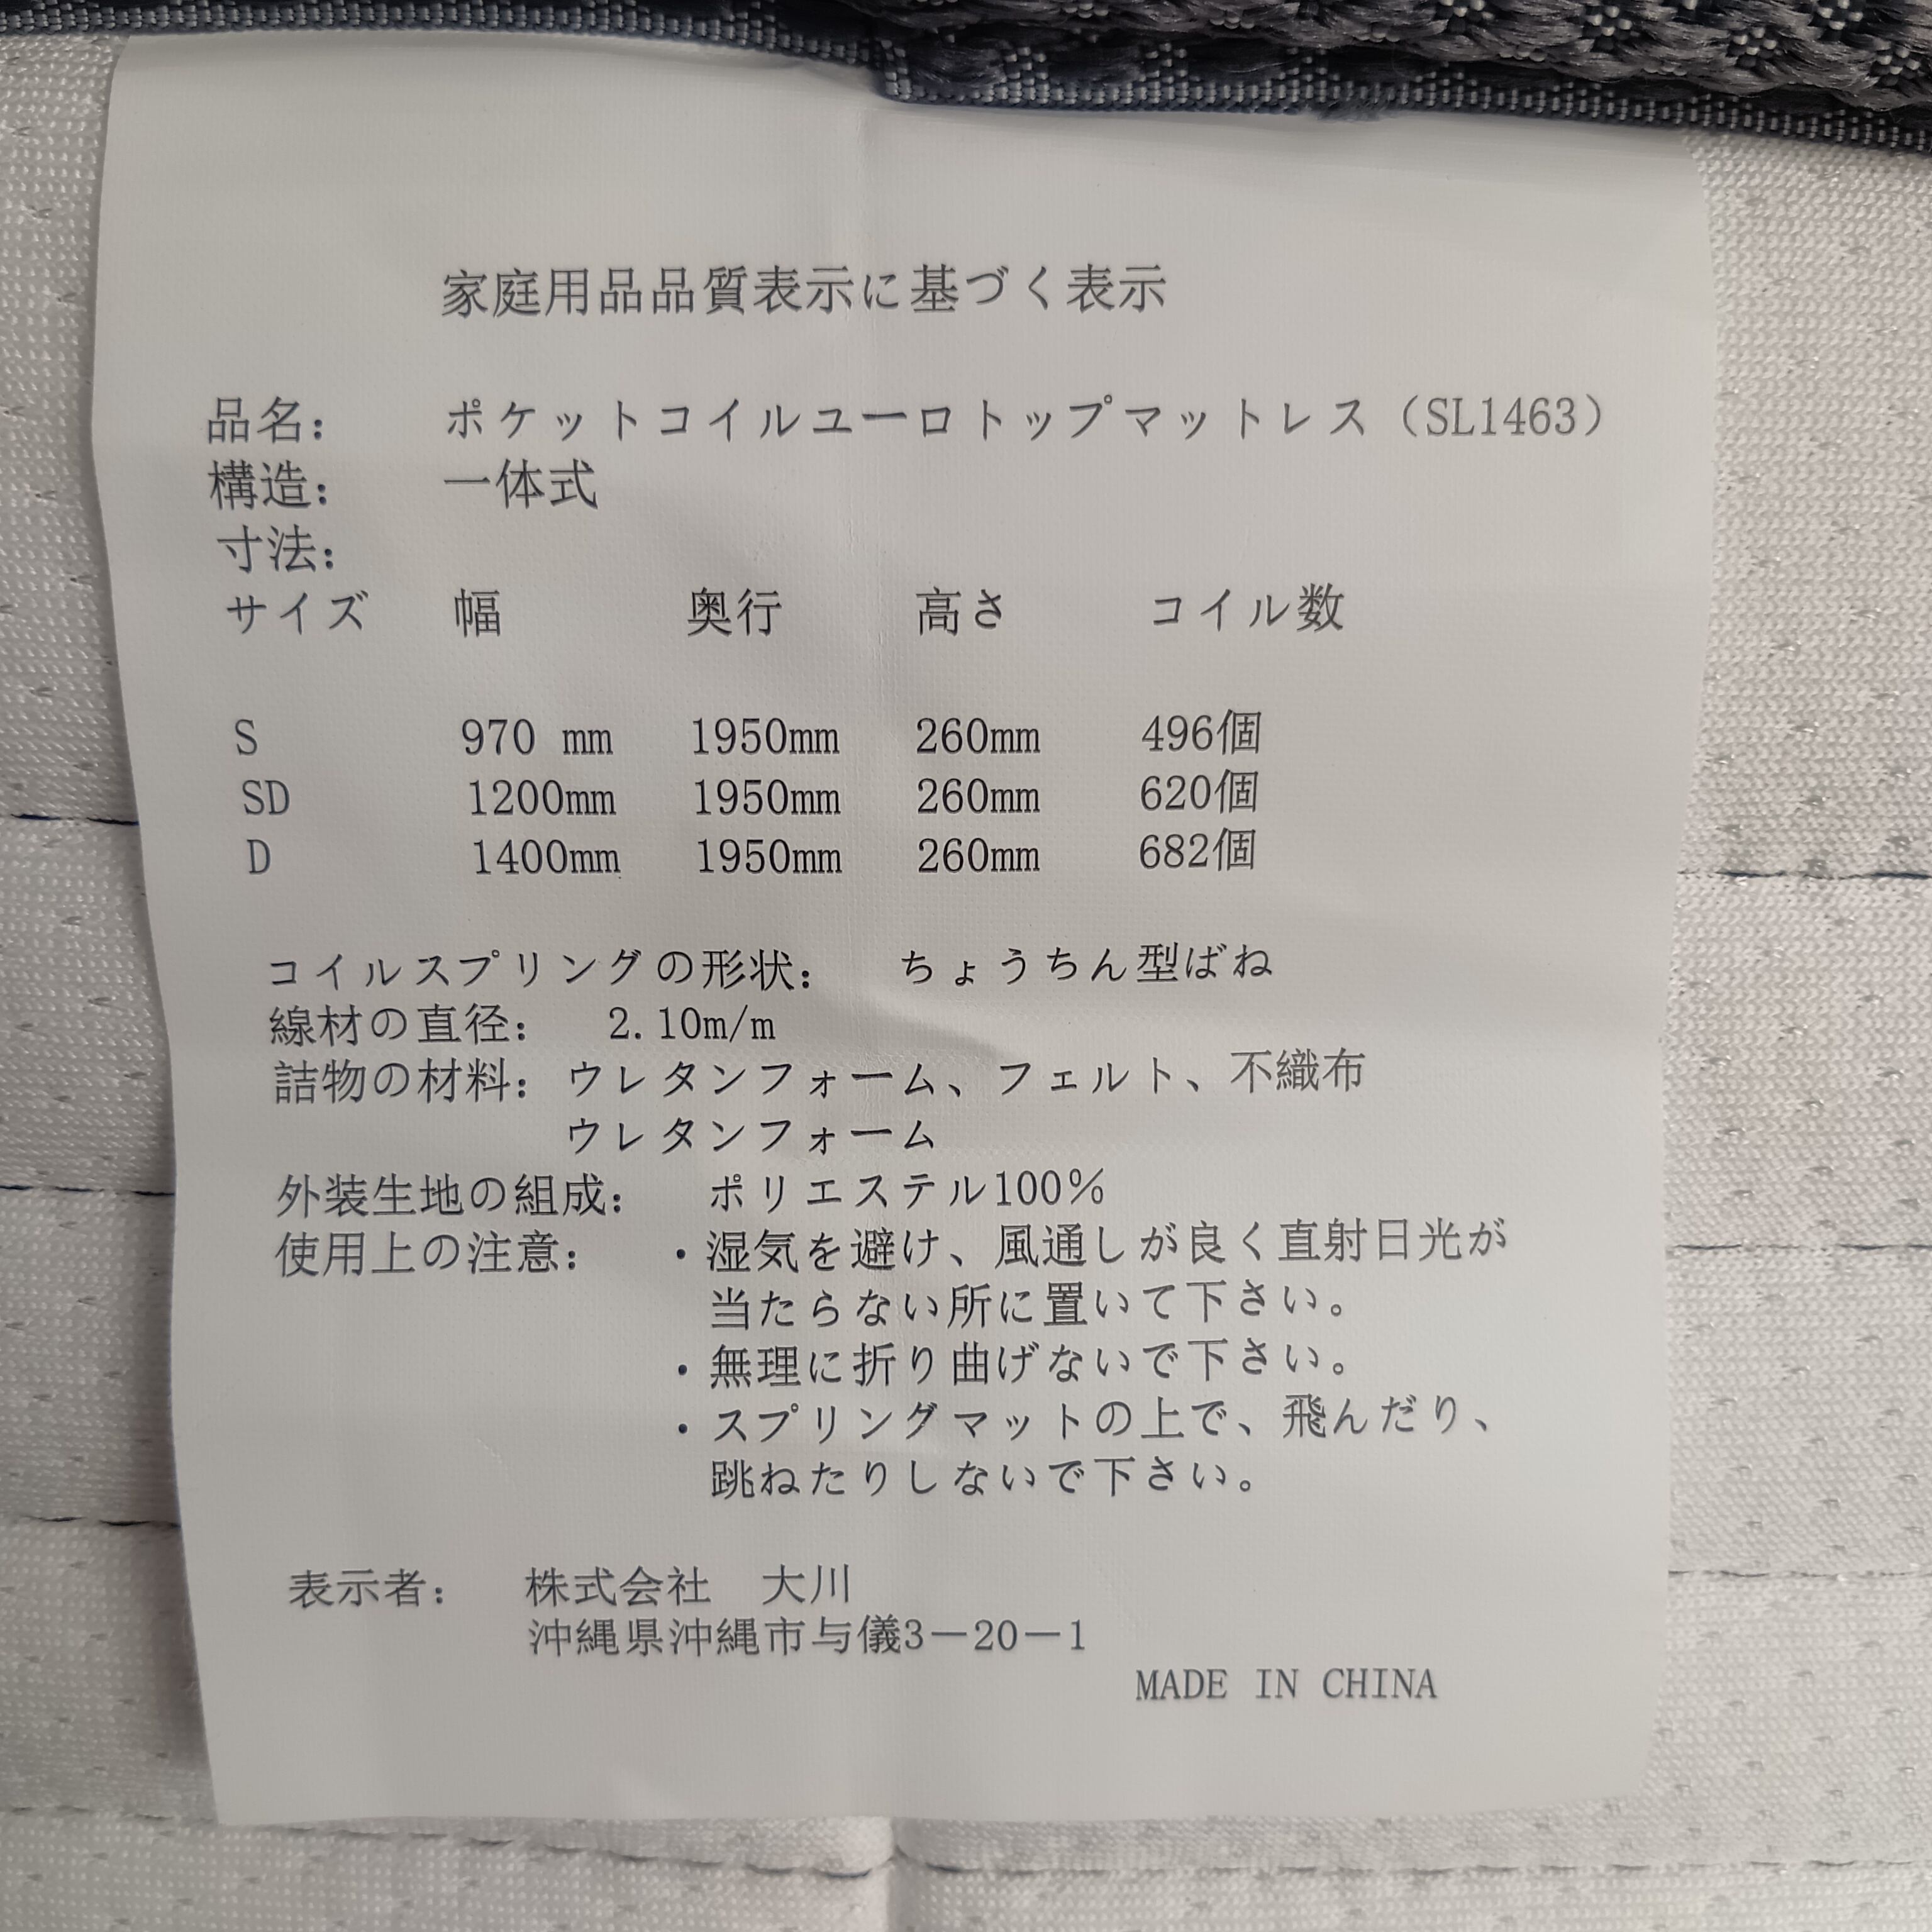 家庭用品品質表示に基づく表示
品名： ポケットコイルユーロトップマットレス（SL1463）
構造： 一体式
寸法：
サイズ 幅 奥行 高さ コイル数
S 970 mm 1950mm 260mm 496個
SD 1200mm 1950mm 260mm 620個
D 1400mm 1950mm 260mm 682個
コイルスプリングの形状： ちょうちん型ばね
線材の直径： 2.10m/m
詰物の材料：ウレタンフォーム、フェルト、不織布
ウレタンフォーム
外装生地の組成： ポリエステル100％
使用上の注意： ・湿気を避け、風通しが良く直射日光が
当たらない所に置いて下さい。
・無理に折り曲げないで下さい。
・スプリングマットの上で、飛んだり、
跳ねたりしないで下さい。
表示者： 株式会社　大川
沖縄県沖縄市与儀3－20－1
MADE IN CHINA